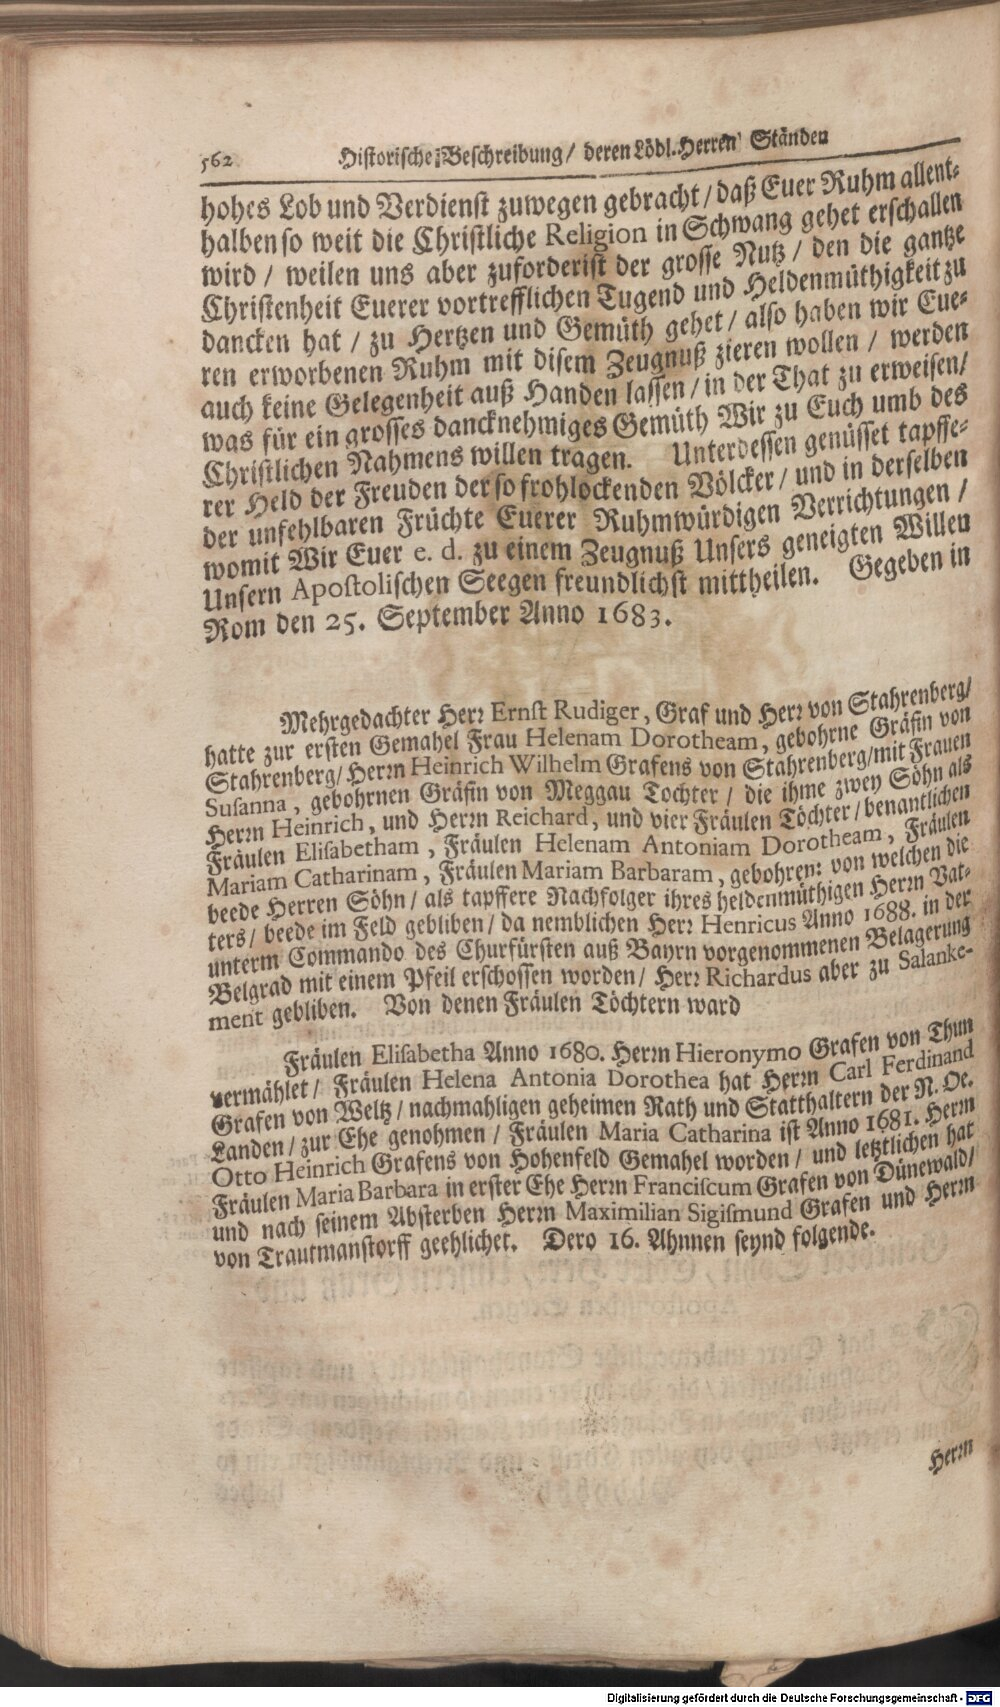 562 Historische Beschreibung/ deren Lödl. Herren Ständen
hohes Lob und Verdienst zuwegen gebracht/ daß Euer Ruhm allent-
halben so weit die Christliche Religion in Schwang gehet erschallen
wird / weilen uns aber zuforderist der grosse Nutz / den die gantze
Christenheit Euerer vortrefflichen Tugend und Heldenmüthigkeit zu
dancken hat / zu Hertzen und Gemüth gehet/ also haben wir Eue-
ren erworbenen Ruhm mit disem Zeugnuß zieren wollen / werden
auch keine Gelegenheit auß Handen lassen/ in der That zu erweisen/
was für ein grosses dancknehmiges Gemüth Wir zu Euch umb des
Christlichen Nahmens willen tragen. Unterdessen genüsset tapffe-
rer Held der Freuden der so frohlockenden Völcker/ und in derselben
der unfehlbaren Früchte Euerer Ruhmwürdigen Verrichtungen /
womit Wir Euer e. d. zu einem Zeugnuß Unsers geneigten Willen
Unsern Apostolischen Seegen freundlichst mittheilen. Gegeben in
Rom den 25. September Anno 1683.
Mehrgedachter Herr Ernst Rudiger, Graf und Herr von Stahrenberg/
hatte zur ersten Gemahel Frau Helenam Dorotheam, gebohrne Gräfin von
Stahrenberg/ Herrn Heinrich Wilhelm Grafens von Stahrenberg/ mit Frauen
Susanna, gebohrnen Gräfin von Meggau Tochter / die ihme zwey Söhn als
Herrn Heinrich, und Herrn Reichard, und vier Fräulen Töchter/ benantlichen
Fräulen Elisabetham, Fräulen Helenam Antoniam Dorotheam, Fräulen
Mariam Catharinam, Fräulen Mariam Barbaram, gebohren: von welchen die
beede Herren Söhn/ als tapffere Nachfolger ihres heldenmüthigen Herrn Vat-
ters/ beede im Feld gebliben/ da nemblichen Herr Henricus Anno 1688. in der
unterm Commando des Churfürsten auß Bayrn vorgenommenen Belagerung
Belgrad mit einem Pfeil erschossen worden/ Herr Richardus aber zu Salanke-
ment gebliben. Von denen Fräulen Töchtern ward
Fräulen Elisabetha Anno 1680. Herrn Hieronymo Grafen von Thun
vermählet/ Fräulen Helena Antonia Dorothea hat Herrn Carl Ferdinand
Grafen von Weltz/ nachmahligen geheimen Rath und Statthaltern der N. Oe.
Landen/ zur Ehe genohmen/ Fräulen Maria Catharina ist Anno 1681. Herrn
Otto Heinrich Grafens von Hohenfeld Gemahel worden/ und letztlichen hat
Fräulen Maria Barbara in erster Ehe Herrn Franciscum Grafen von Dünewald/
und nach seinem Absterben Herrn Maximilian Sigismund Grafen und Herrn
von Trautmanstorff geehlichet. Dero 16. Ahnnen seynd folgende.
Herrn
Digitalisierung gefördert durch die Deutsche Forschungsgemeinschaft - DFG